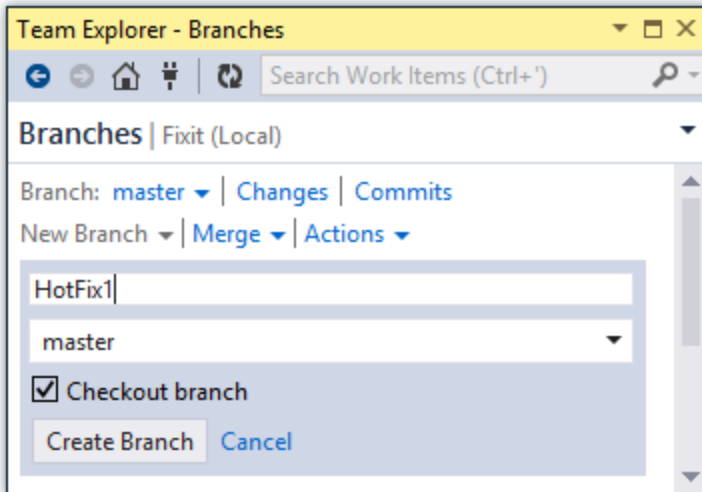 Team Explorer - Branches
Search Work Items (Ctrl+')
Branches | Fixit (Local)
Branch: master | Changes | Commits
New Branch | Merge | Actions
HotFix1
master
Checkout branch
Create Branch Cancel